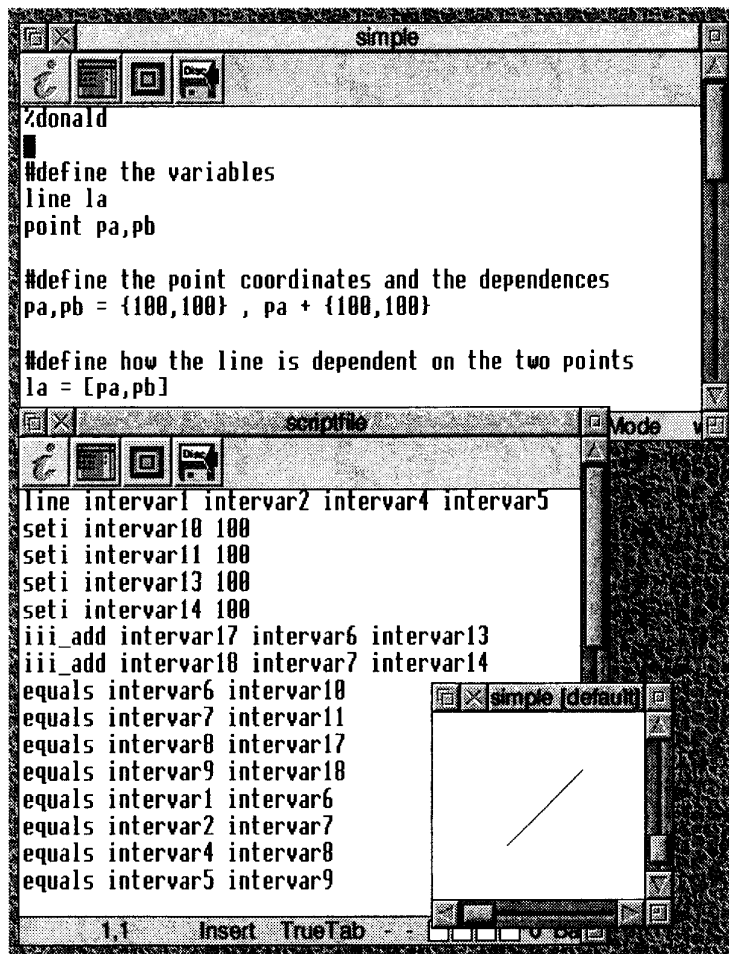 simple
Disc
%donald
#define the variables
line la
point pa,pb
#define the point coordinates and the dependences
pa,pb = {100,100} , pa + {100,100}
#define how the line is dependent on the two points
la = [pa,pb]
scriptfile
Mode
Disc
line intervar1 intervar2 intervar4 intervar5
seti intervar10 100
seti intervar11 100
seti intervar13 100
seti intervar14 100
iii_add intervar17 intervar6 intervar13
iii_add intervar18 intervar7 intervar14
equals intervar6 intervar10
equals intervar7 intervar11
equals intervar8 intervar17
equals intervar9 intervar18
equals intervar1 intervar6
equals intervar2 intervar7
equals intervar4 intervar8
equals intervar5 intervar9
simple [default]
1,1 Insert TrueTab - -